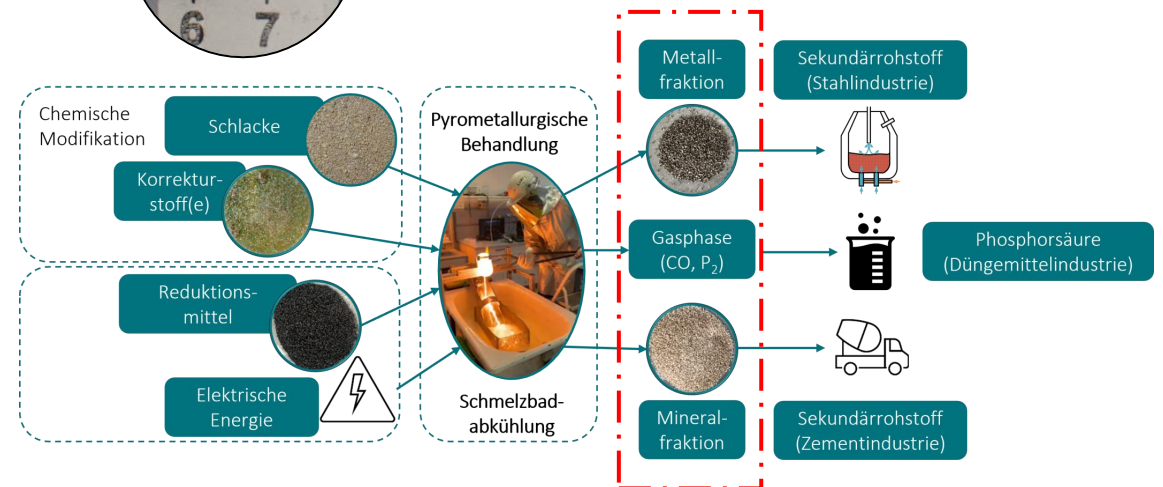 6 7
Chemische
Modifikation
Schlacke
Korrektur-
stoff(e)
Reduktions-
mittel
Elektrische
Energie
Pyrometallurgische
Behandlung
Schmelzbad-
abkühlung
Metall-
fraktion
Gasphase
(CO, P₂)
Mineral-
fraktion
Sekundärrohstoff
(Stahlindustrie)
Phosphorsäure
(Düngemittelindustrie)
Sekundärrohstoff
(Zementindustrie)